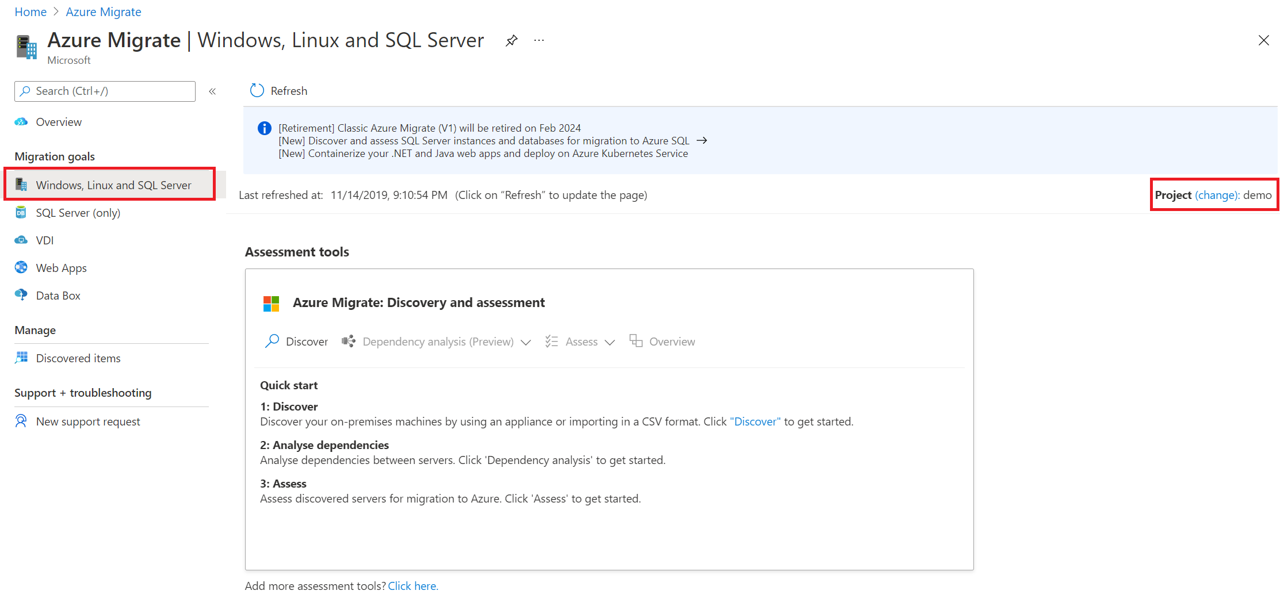 Home > Azure Migrate
Azure Migrate | Windows, Linux and SQL Server ...
Microsoft
Search (Ctrl+/) «
Overview
Migration goals
Windows, Linux and SQL Server
SQL Server (only)
VDI
Web Apps
Data Box
Manage
Discovered items
Support + troubleshooting
New support request
Refresh
[Retirement] Classic Azure Migrate (V1) will be retired on Feb 2024
[New] Discover and assess SQL Server instances and databases for migration to Azure SQL →
[New] Containerize your .NET and Java web apps and deploy on Azure Kubernetes Service
Last refreshed at: 11/14/2019, 9:10:54 PM (Click on “Refresh” to update the page)
Project (change): demo
Assessment tools
Azure Migrate: Discovery and assessment
Discover Dependency analysis (Preview) Assess Overview
Quick start
1: Discover
Discover your on-premises machines by using an appliance or importing in a CSV format. Click "Discover" to get started.
2: Analyse dependencies
Analyse dependencies between servers. Click 'Dependency analysis' to get started.
3: Assess
Assess discovered servers for migration to Azure. Click 'Assess' to get started.
Add more assessment tools? Click here.